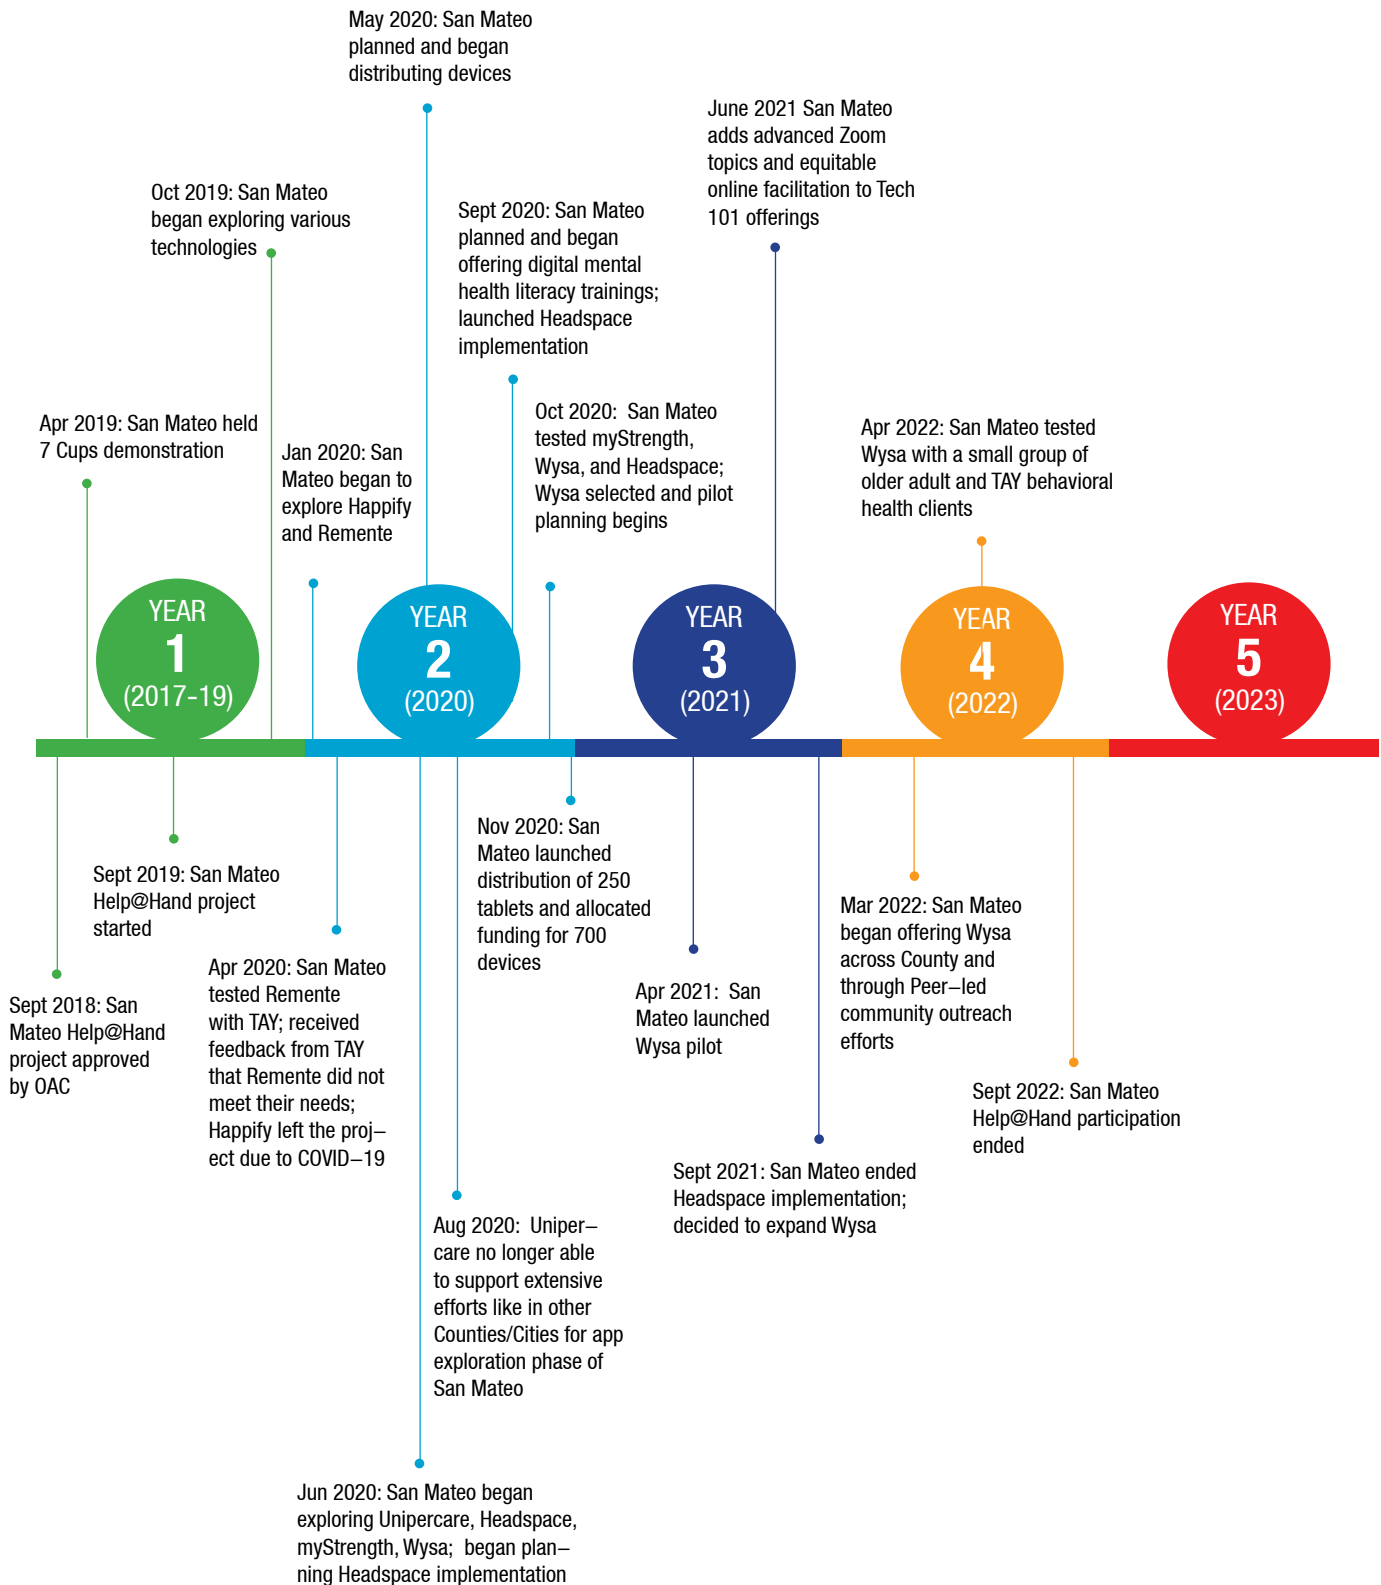 May 2020: San Mateo
planned and began
distributing devices
June 2021 San Mateo
adds advanced Zoom
topics and equitable
online facilitation to Tech
101 offerings
Oct 2019: San Mateo
began exploring various
technologies
Sept 2020: San Mateo
planned and began
offering digital mental
health literacy trainings;
launched Headspace
implementation
Apr 2019: San Mateo held
7 Cups demonstration
Jan 2020: San
Mateo began to
explore Happify
and Remente
Oct 2020:  San Mateo
tested myStrength,
Wysa, and Headspace;
Wysa selected and pilot
planning begins
Apr 2022: San Mateo tested
Wysa with a small group of
older adult and TAY behavioral
health clients
YEAR
1
(2017-19)
YEAR
2
(2020)
YEAR
3
(2021)
YEAR
4
(2022)
YEAR
5
(2023)
Sept 2018: San
Mateo Help@Hand
project approved
by OAC
Sept 2019: San Mateo
Help@Hand project
started
Apr 2020: San Mateo
tested Remente
with TAY; received
feedback from TAY
that Remente did not
meet their needs;
Happify left the proj–
ect due to COVID–19
Nov 2020: San
Mateo launched
distribution of 250
tablets and allocated
funding for 700
devices
Apr 2021:  San
Mateo launched
Wysa pilot
Mar 2022: San Mateo
began offering Wysa
across County and
through Peer–led
community outreach
efforts
Sept 2022: San Mateo
Help@Hand participation
ended
Sept 2021: San Mateo ended
Headspace implementation;
decided to expand Wysa
Aug 2020:  Uniper–
care no longer able
to support extensive
efforts like in other
Counties/Cities for app
exploration phase of
San Mateo
Jun 2020: San Mateo began
exploring Unipercare, Headspace,
myStrength, Wysa;  began plan–
ning Headspace implementation